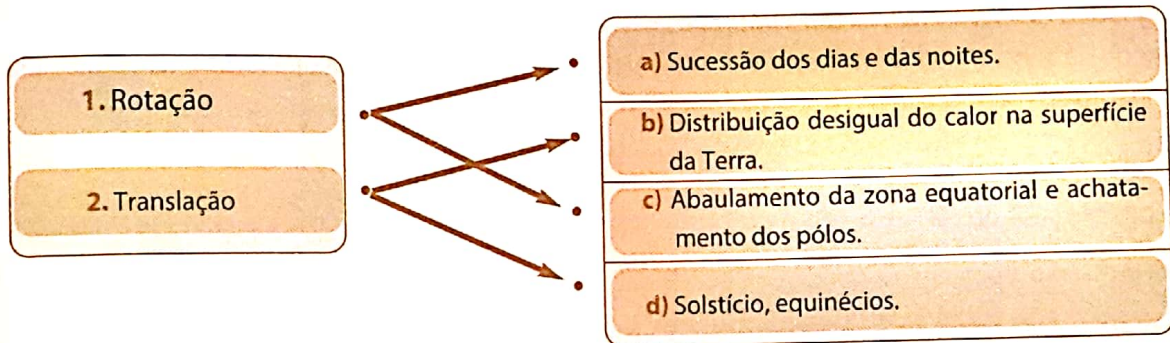 1. Rotação
2. Translação
a) Sucessão dos dias e das noites.
b) Distribuição desigual do calor na superfície
da Terra.
c) Abaulamento da zona equatorial e achata-
mento dos pólos.
d) Solstício, equinécios.